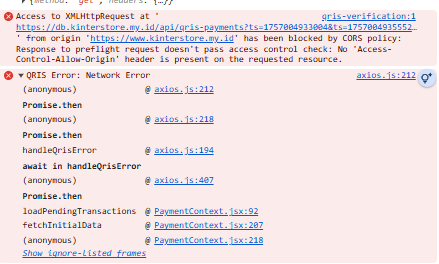 {method: 'get', headers: {…}}
Access to XMLHttpRequest at ' qris-verification:1
https://db.kinterstore.my.id/api/qris-payments?ts=1757004933004&ts=1757004935552…
' from origin 'https://www.kinterstore.my.id' has been blocked by CORS policy:
Response to preflight request doesn't pass access control check: No 'Access-
Control-Allow-Origin' header is present on the requested resource.
QRIS Error: Network Error axios.js:212
(anonymous) @ axios.js:212
Promise.then
(anonymous) @ axios.js:218
Promise.then
handleQrisError @ axios.js:194
await in handleQrisError
(anonymous) @ axios.js:407
Promise.then
loadPendingTransactions @ PaymentContext.jsx:92
fetchInitialData @ PaymentContext.jsx:207
(anonymous) @ PaymentContext.jsx:218
Show ignore-listed frames